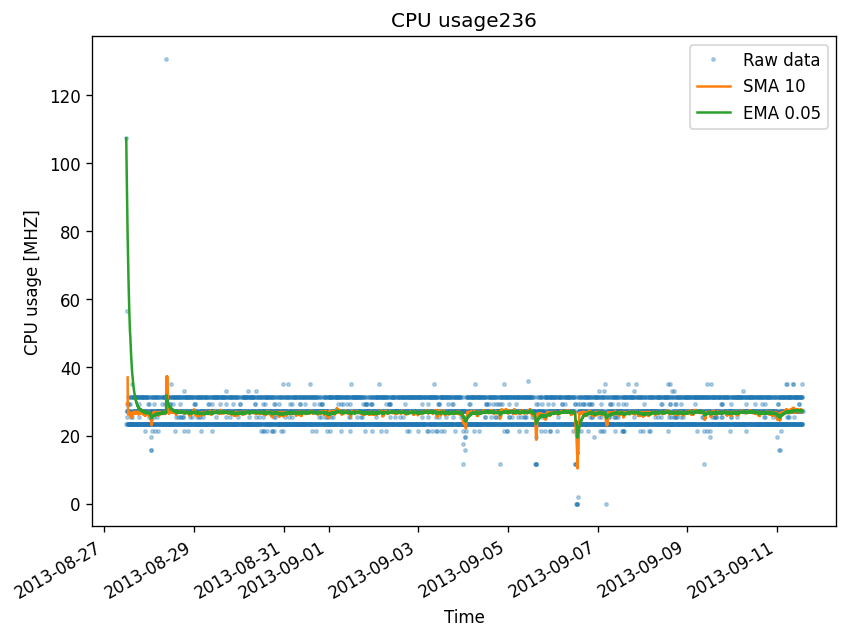 CPU usage236
Raw data
SMA 10
EMA 0.05
CPU usage [MHZ]
120
100
80
60
40
20
0
2013-08-27
2013-08-29
2013-08-31
2013-09-01
2013-09-03
2013-09-05
2013-09-07
2013-09-09
2013-09-11
Time